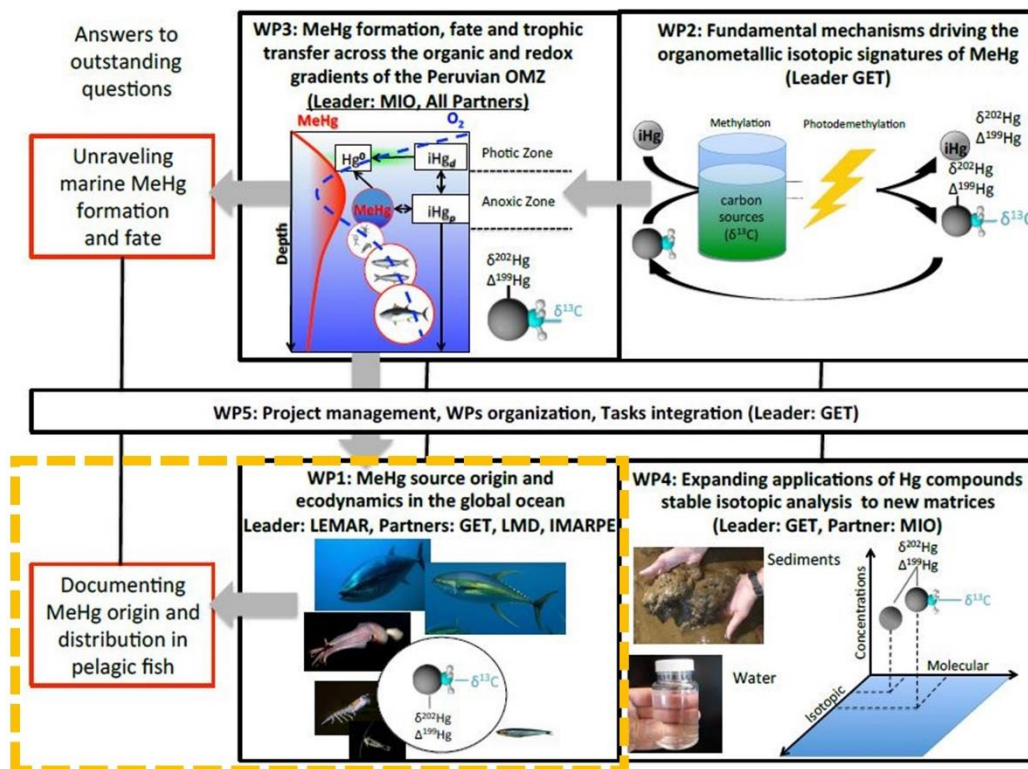 Answers to
outstanding
questions
Unraveling
marine MeHg
formation
and fate
WP3: MeHg formation, fate and trophic
transfer across the organic and redox
gradients of the Peruvian OMZ
(Leader: MIO, All Partners)
MeHg
O2
Hg⁰
iHgd
Photic Zone
MeHg
iHgp
Anoxic Zone
Depth
δ²⁰²Hg
Δ¹⁹⁹Hg
δ¹³C
WP2: Fundamental mechanisms driving the
organometallic isotopic signatures of MeHg
(Leader GET)
iHg
Methylation
Photodemethylation
carbon
sources
(δ¹³C)
iHg
δ²⁰²Hg
Δ¹⁹⁹Hg
δ²⁰²Hg
Δ¹⁹⁹Hg
δ¹³C
WP5: Project management, WPs organization, Tasks integration (Leader: GET)
Documenting
MeHg origin and
distribution in
pelagic fish
WP1: MeHg source origin and
ecodynamics in the global ocean
Leader: LEMAR, Partners: GET, LMD, IMARPE
δ¹³C
δ²⁰²Hg
Δ¹⁹⁹Hg
WP4: Expanding applications of Hg compounds
stable isotopic analysis to new matrices
(Leader: GET, Partner: MIO)
Sediments
Water
Concentrations
δ²⁰²Hg
Δ¹⁹⁹Hg
δ¹³C
Molecular
Isotopic